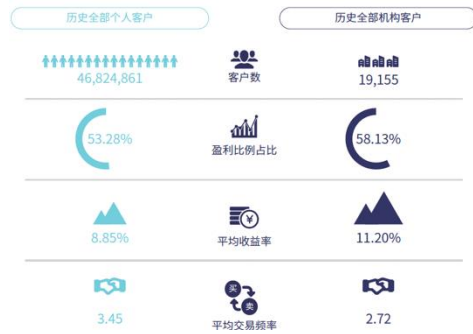 历史全部个人客户
历史全部机构客户
46,824,861
客户数
19,155
53.28%
盈利比例占比
58.13%
8.85%
¥
平均收益率
11.20%
3.45
买
卖
平均交易频率
2.72